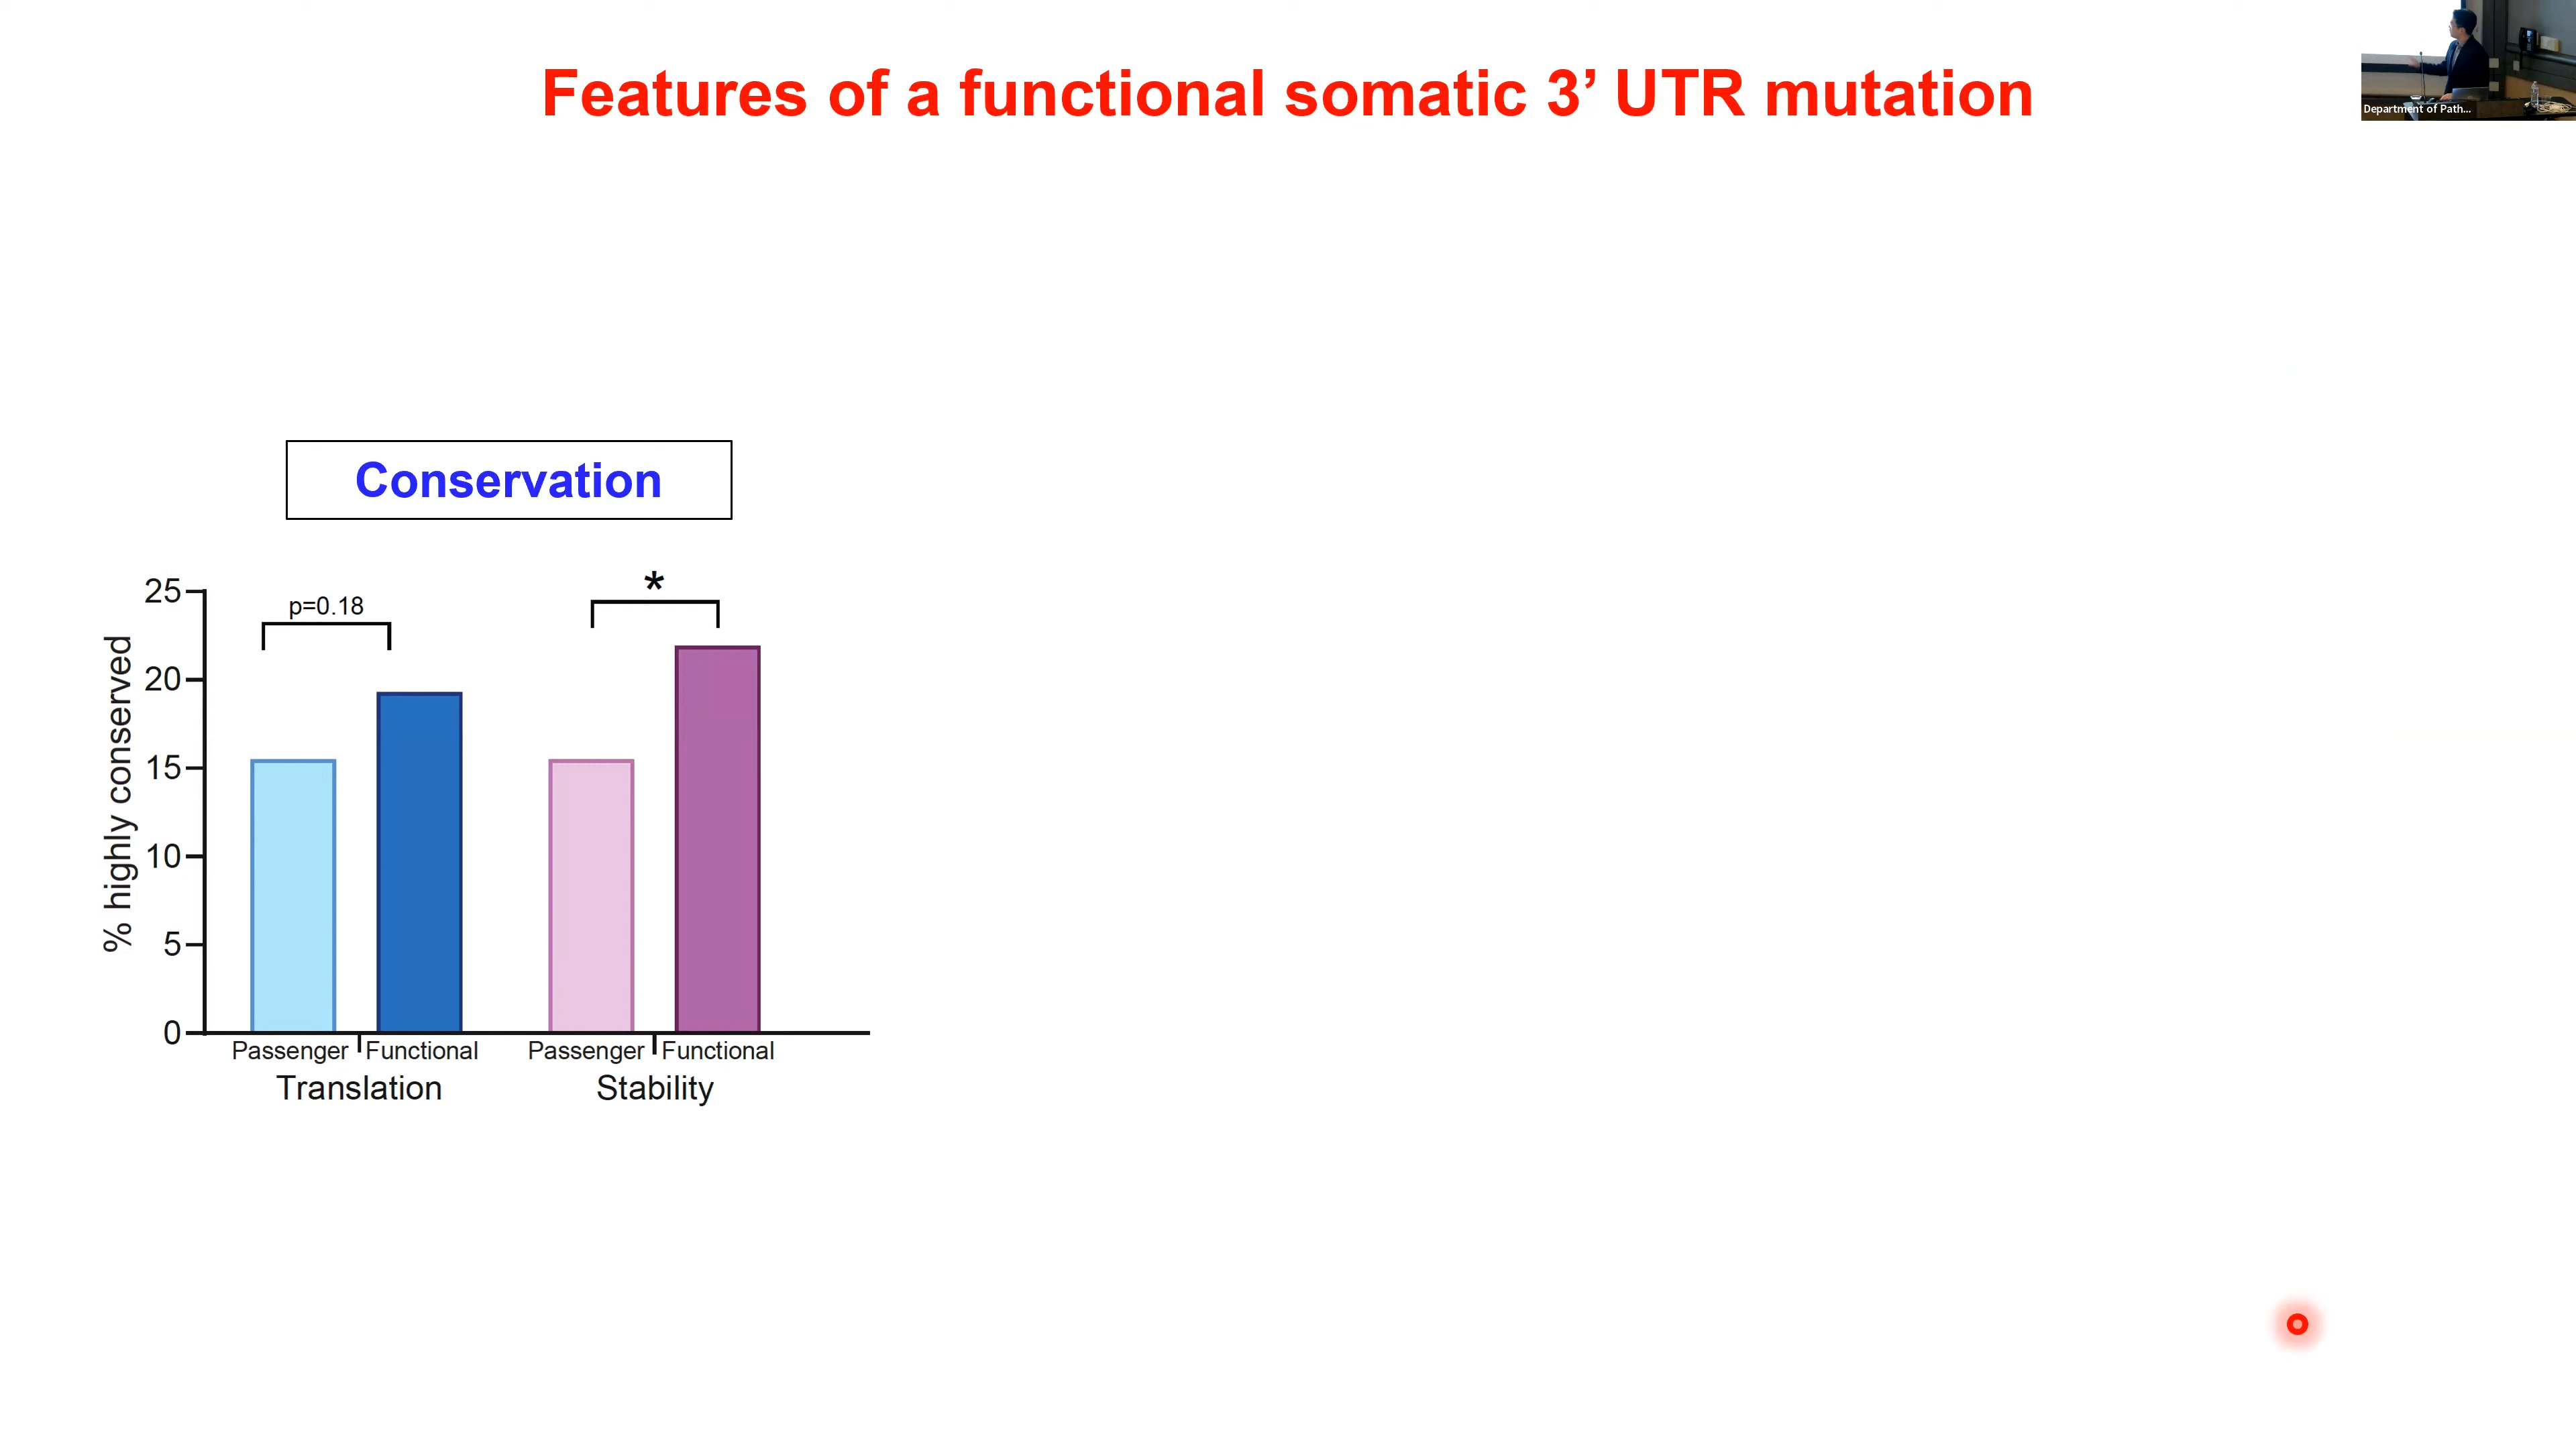 Features of a functional somatic 3’ UTR mutation
Department of Path...
Conservation
% highly conserved
25
20
15
10
5
0
p=0.18
*
Passenger Functional
Passenger Functional
Translation
Stability